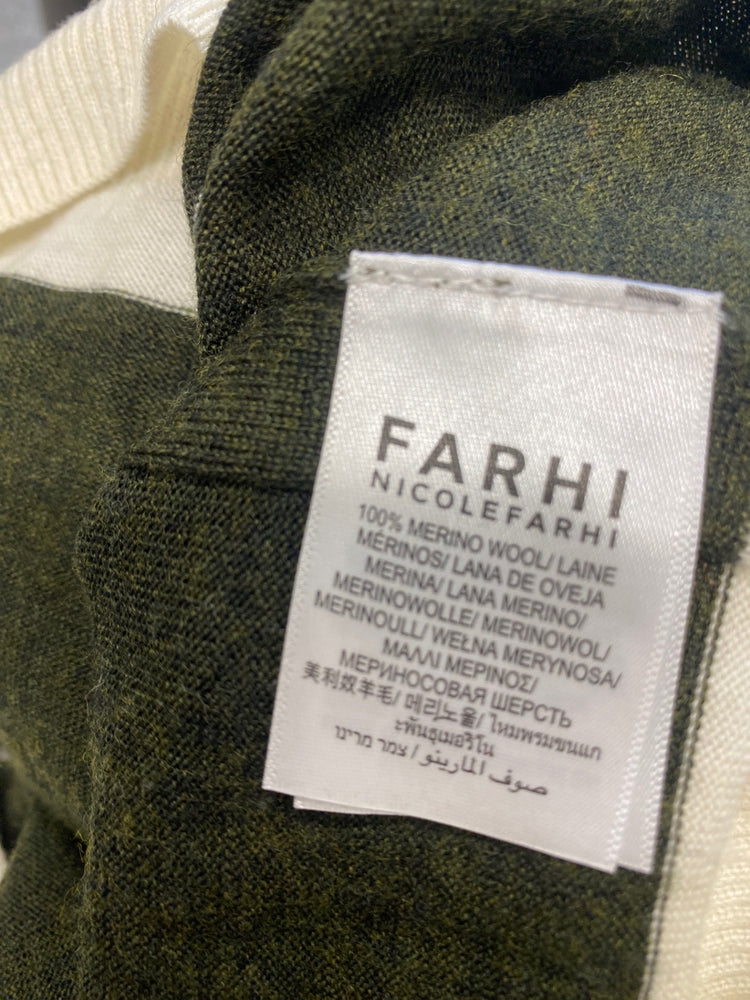 FARHI
NICOLEFARHI
100% MERINO WOOL/ LAINE
MÉRINOS/ LANA DE OVEJA
MERINA/ LANA MERINO/
MERINOWOLLE/ MERINOWOL/
MERINOULL/ WEŁNA MERYNOSA/
ΜΑΛΛΙ ΜΕΡΙΝΟΣ/
МЕРИНОСОВАЯ ШЕРСТЬ
美利奴羊毛/ 메리노울/ ไหมพรมขนแก
ะพันธุ์เมอริโน
صوف المارينو/ צמר מרינו